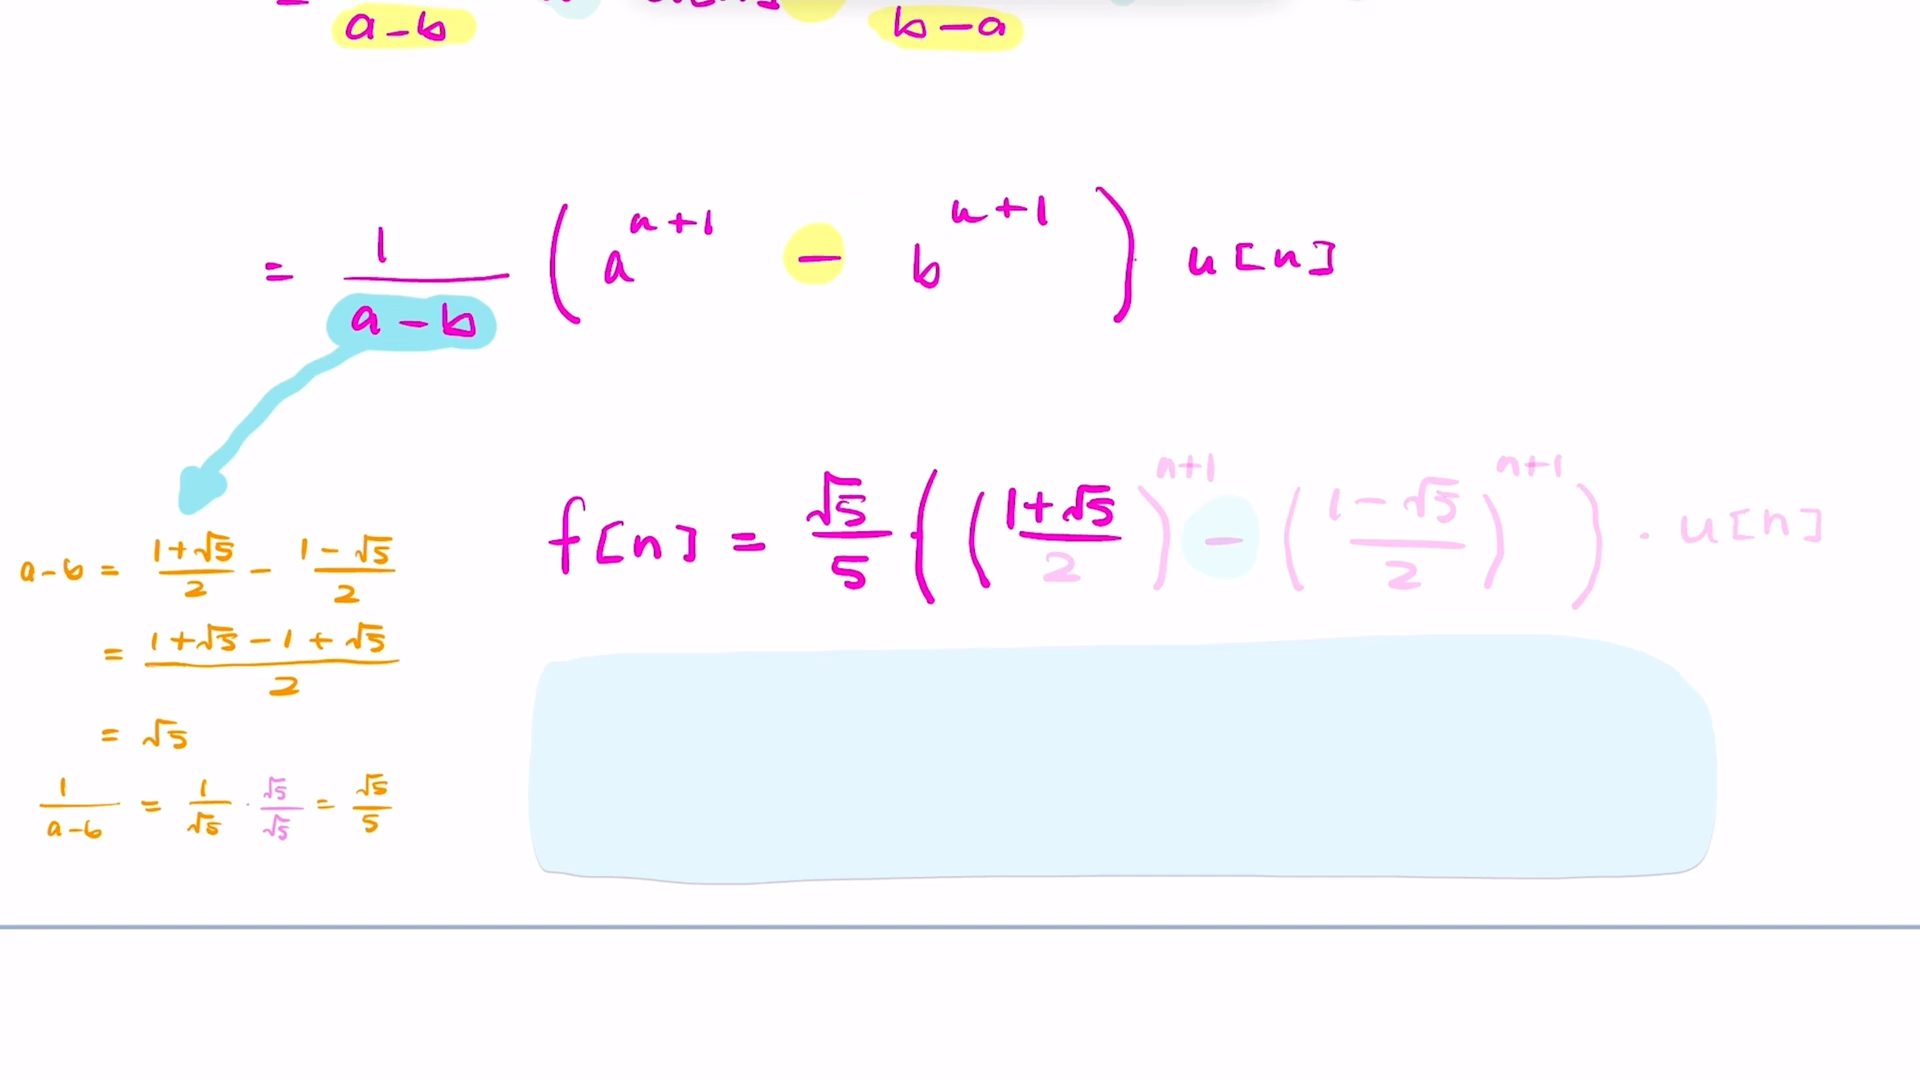 = a-b b-a
= 1/(a-b) ( a^(n+1) - b^(n+1) ) u[n]
f[n] = √5/5 ( ( (1+√5)/2 )^(n+1) - ( (1-√5)/2 )^(n+1) ) · u[n]
a-b = (1+√5)/2 - (1-√5)/2
= (1+√5-1+√5)/2
= √5
1/(a-b) = 1/√5 · √5/√5 = √5/5